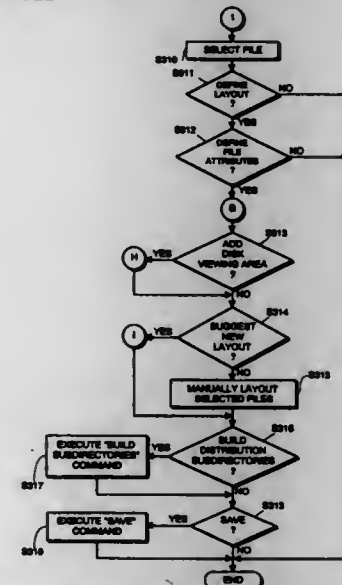 SELECT FILE
S310
S311
DEFINE
LAYOUT
?
NO
YES
S312
DEFINE
FILE
ATTRIBUTES
?
NO
YES
S313
ADD
DISK
VIEWING AREA
?
YES
H
NO
S314
SUGGEST
NEW
LAYOUT
?
YES
I
NO
S315
MANUALLY LAYOUT
SELECTED FILES
S316
BUILD
DISTRIBUTION
SUBDIRECTORIES
?
YES
EXECUTE "BUILD
SUBDIRECTORIES"
COMMAND
S317
NO
SAVE
?
YES
EXECUTE "SAVE"
COMMAND
NO
END